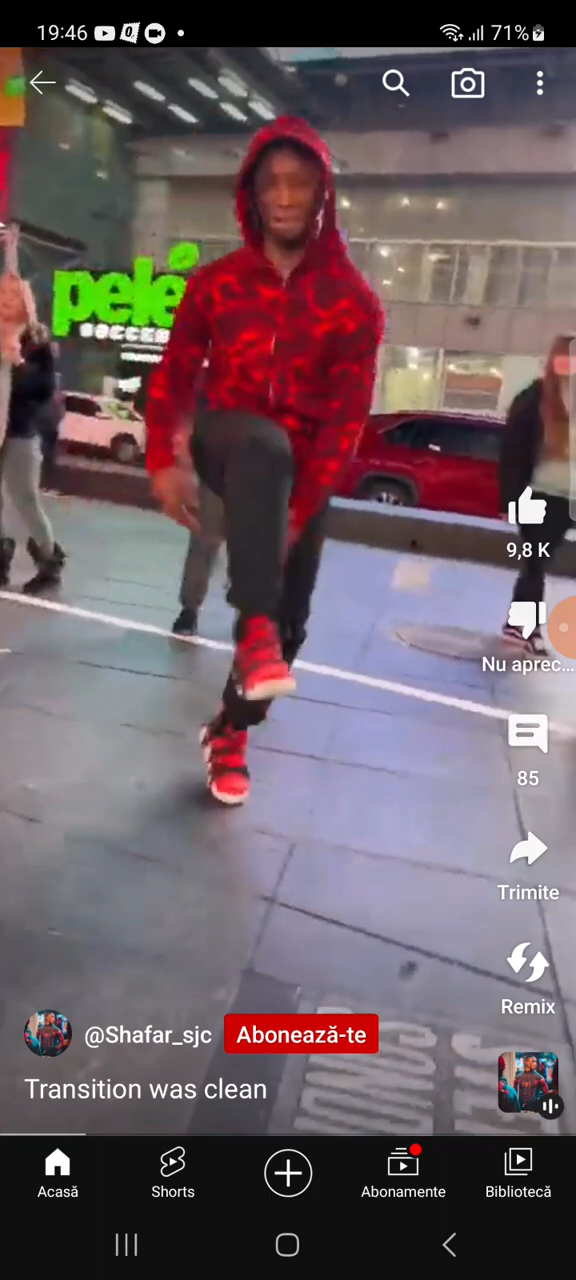 19:46
71%
pele
SOCCER
9,8 K
Nu aprec...
85
Trimite
Remix
@Shafar_sjc
Abonează-te
Transition was clean
Acasă
Shorts
Abonamente
Bibliotecă